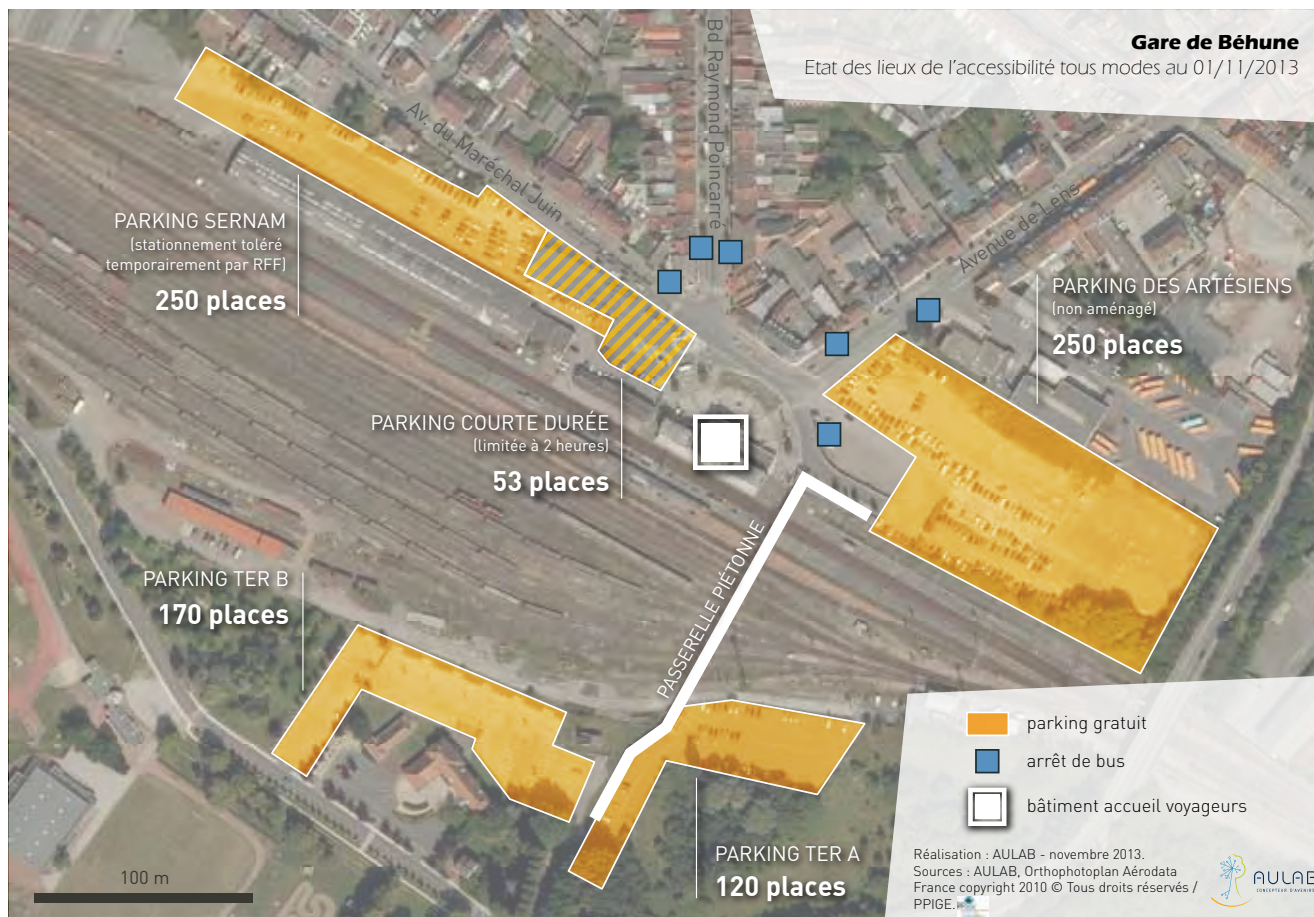 Gare de Béhune
Etat des lieux de l'accessibilité tous modes au 01/11/2013
Bd Raymond Poincarré
Av. du Maréchal Juin
Avenue de Lens
PARKING SERNAM
(stationnement toléré
temporairement par RFF)
250 places
PARKING DES ARTÉSIENS
(non aménagé)
250 places
PARKING COURTE DURÉE
(limitée à 2 heures)
53 places
PASSERELLE PIÉTONNE
PARKING TER B
170 places
PARKING TER A
120 places
100 m
parking gratuit
arrêt de bus
bâtiment accueil voyageurs
Réalisation : AULAB - novembre 2013.
Sources : AULAB, Orthophotoplan Aérodata
France copyright 2010 © Tous droits réservés /
PPIGE.
AULAB
CONCEPTEUR D'AVENIRS